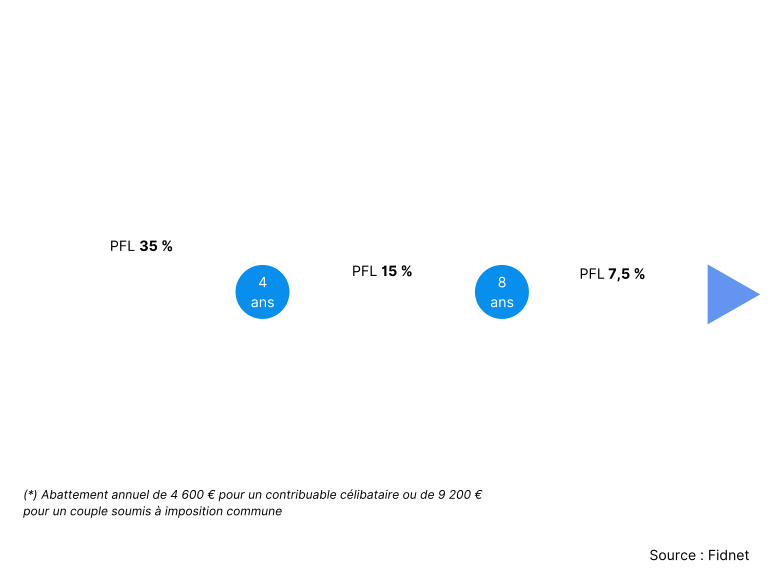 PFL 35 %
4
ans
PFL 15 %
8
ans
PFL 7,5 %
(*) Abattement annuel de 4 600 € pour un contribuable célibataire ou de 9 200 €
pour un couple soumis à imposition commune
Source : Fidnet